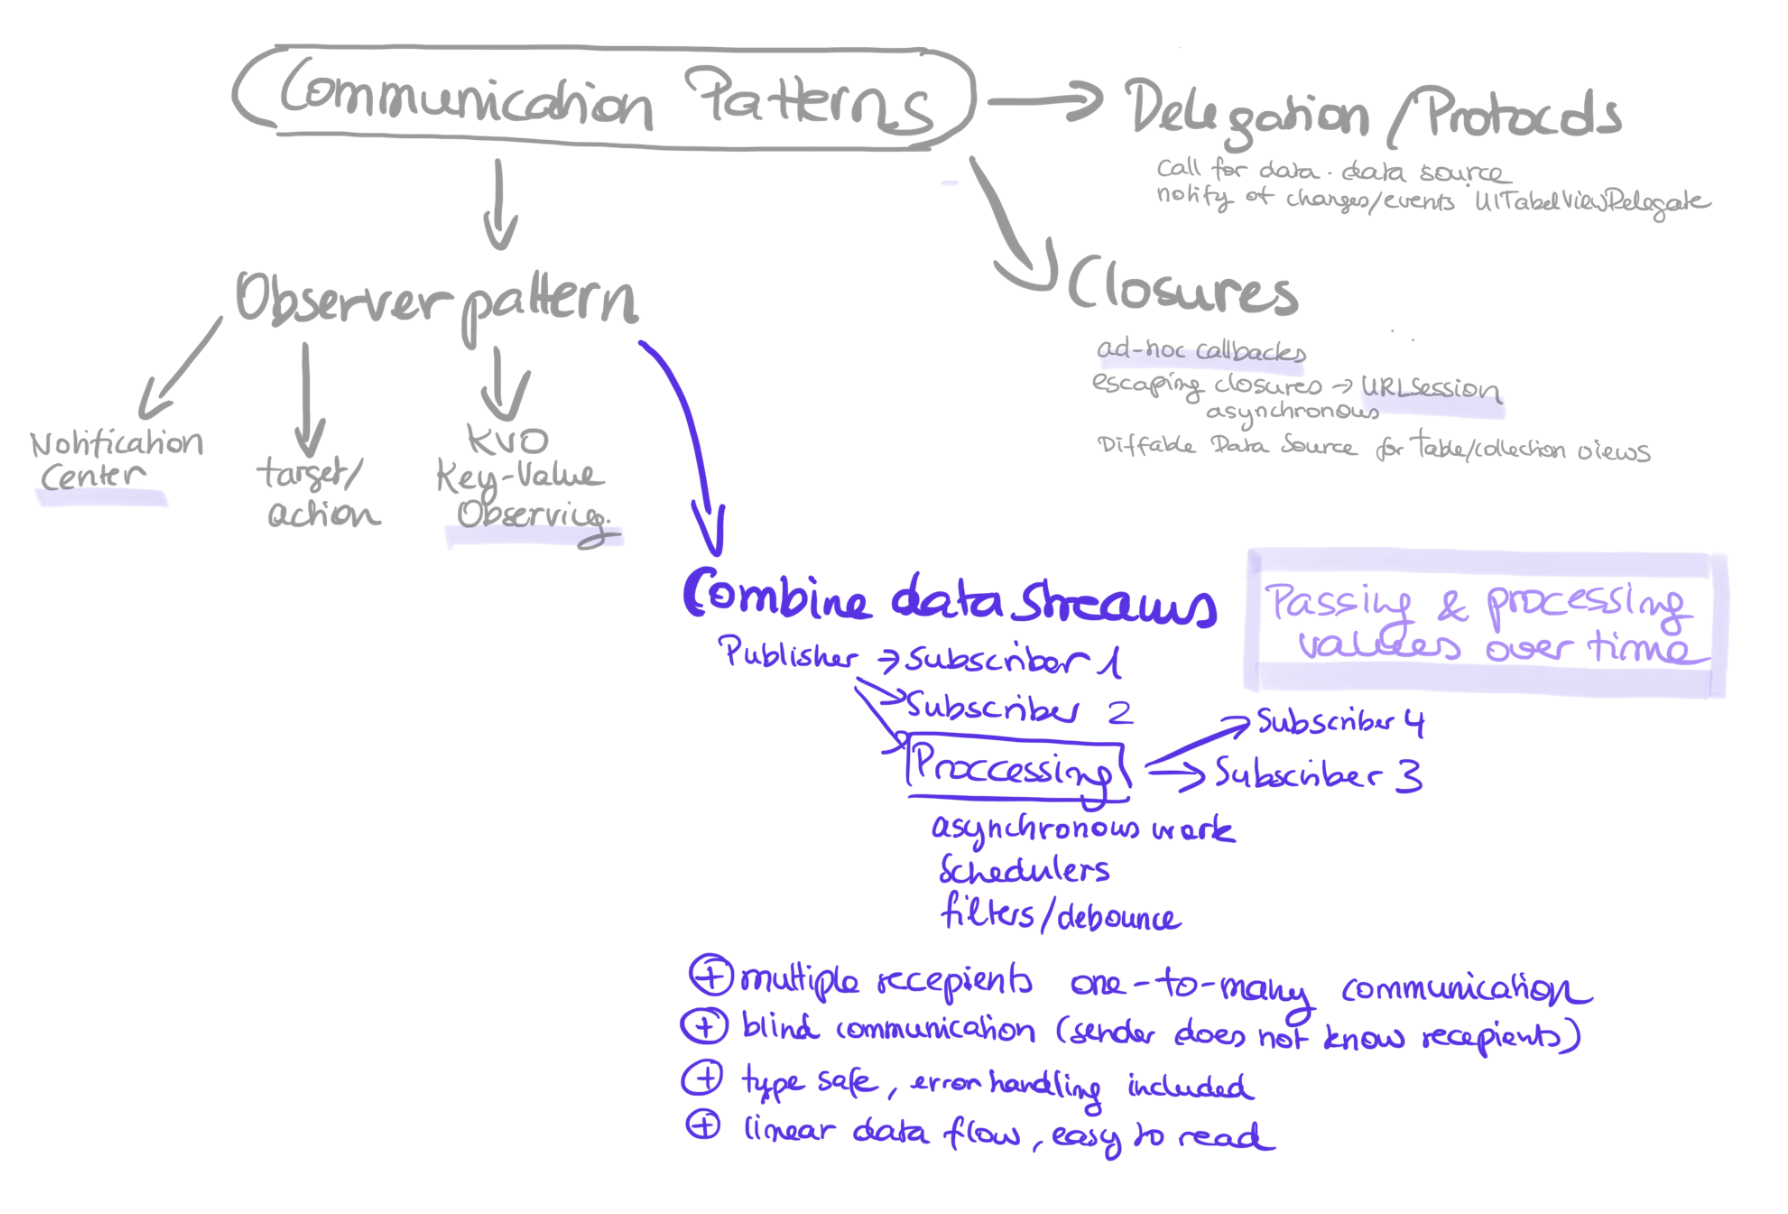 Communication Patterns
Delegation / Protocols
Call for data. data source
notify of changes/events UITabelViewDelegate
Closures
ad-hoc callbacks
escaping closures → URLSession
asynchronous
Diffable Data Source for table/collection views
Observer pattern
Notification
Center
target/
action
KVO
Key-Value
Observing.
Combine data streams
Passing & processing
values over time
Publisher → Subscriber 1
Subscriber 2
Proccessing
Subscriber 4
Subscriber 3
asynchronous work
schedulers
filters/debounce
+ multiple recepients one-to-many communication
+ blind communication (sender does not know recepients)
+ type safe, error handling included
+ linear data flow, easy to read